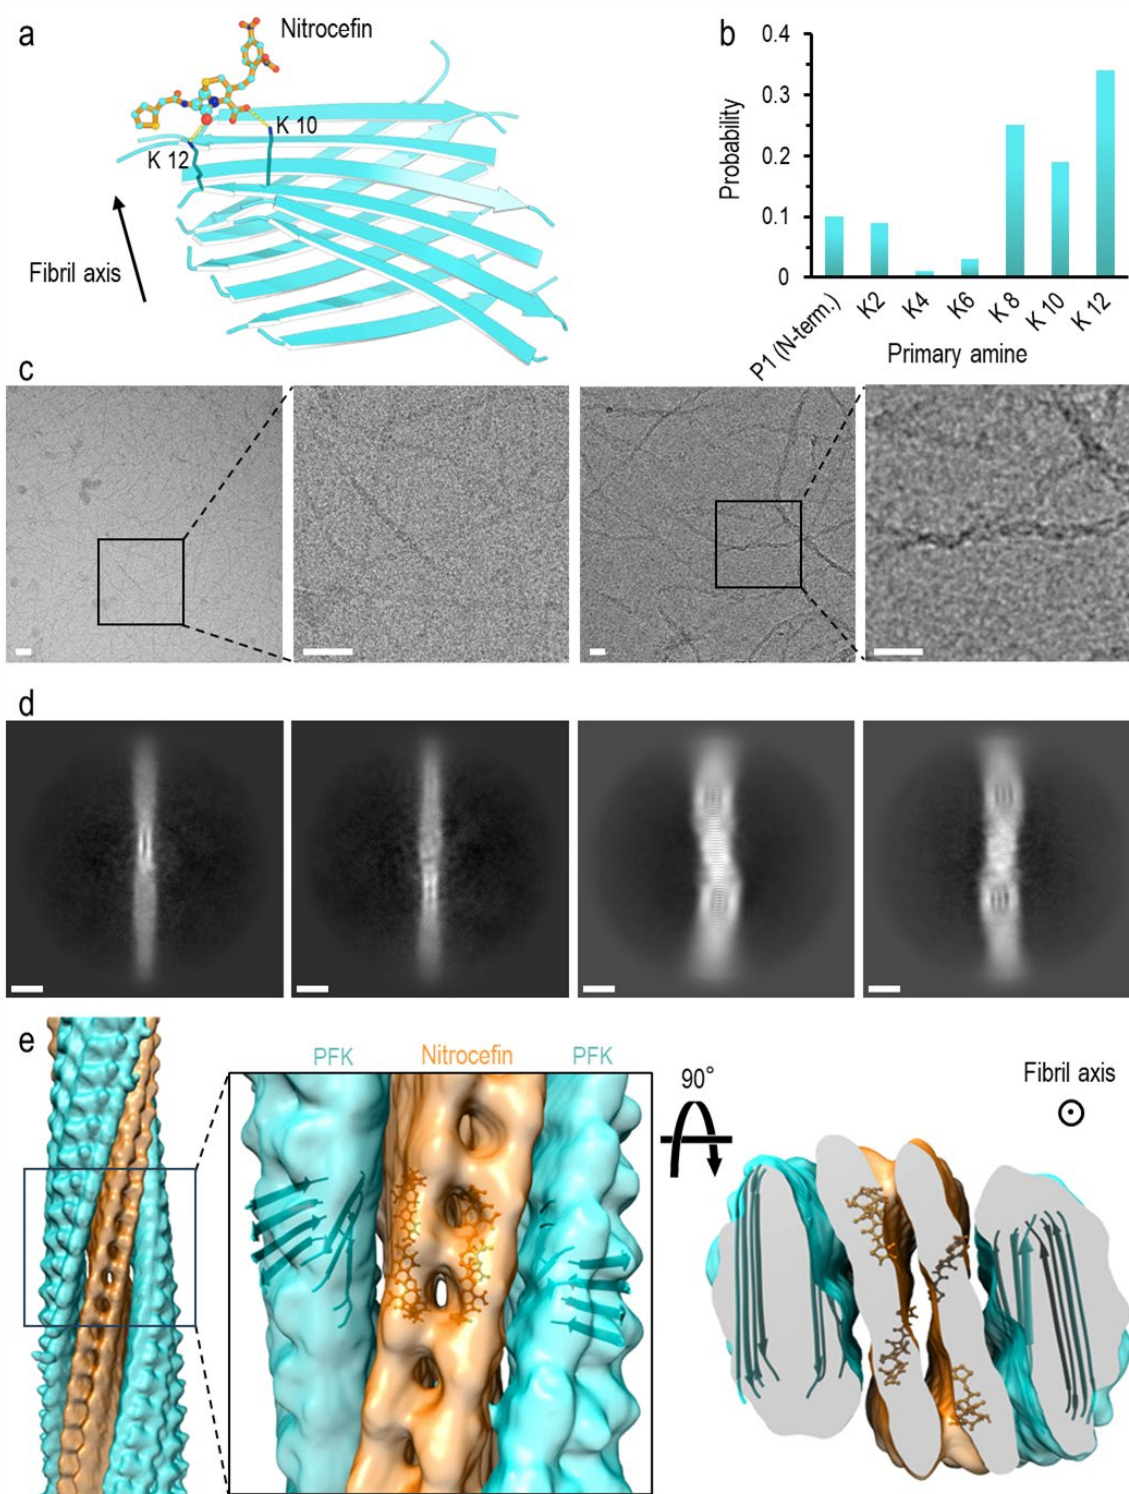 a
Nitrocefin
K 10
K 12
Fibril axis
b
0.4
0.3
0.2
0.1
0
Probability
P1 (N-term.)
K2
K4
K6
K 8
K 10
K 12
Primary amine
c
d
e
PFK
Nitrocefin
PFK
90°
Fibril axis